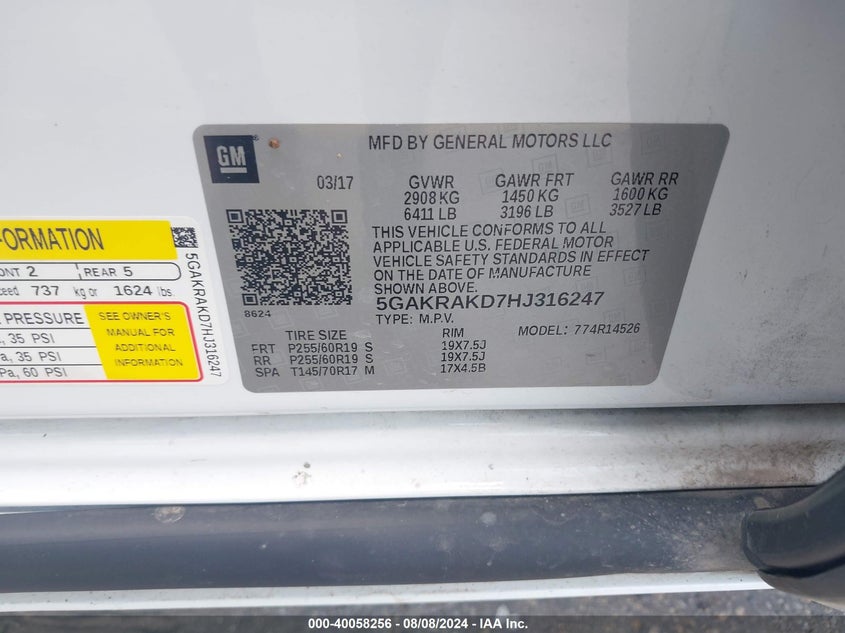 GM
MFD BY GENERAL MOTORS LLC
03/17
GVWR GAWR FRT GAWR RR
2908 KG 1450 KG 1600 KG
6411 LB 3196 LB 3527 LB
THIS VEHICLE CONFORMS TO ALL
APPLICABLE U.S. FEDERAL MOTOR
VEHICLE SAFETY STANDARDS IN EFFECT
ON THE DATE OF MANUFACTURE
SHOWN ABOVE.
8624
5GAKRAKD7HJ316247
TYPE: M.P.V. MODEL: 774R14526
TIRE SIZE RIM
FRT P255/60R19 S 19X7.5J
RR P255/60R19 S 19X7.5J
SPA T145/70R17 M 17X4.5B
FORMATION
ONT 2 REAR 5
ceed 737 kg or 1624 lbs.
PRESSURE
, 35 PSI
a, 35 PSI
Pa, 60 PSI
SEE OWNER'S
MANUAL FOR
ADDITIONAL
INFORMATION
5GAKRAKD7HJ316247
000-40058256 - 08/08/2024 - IAA Inc.